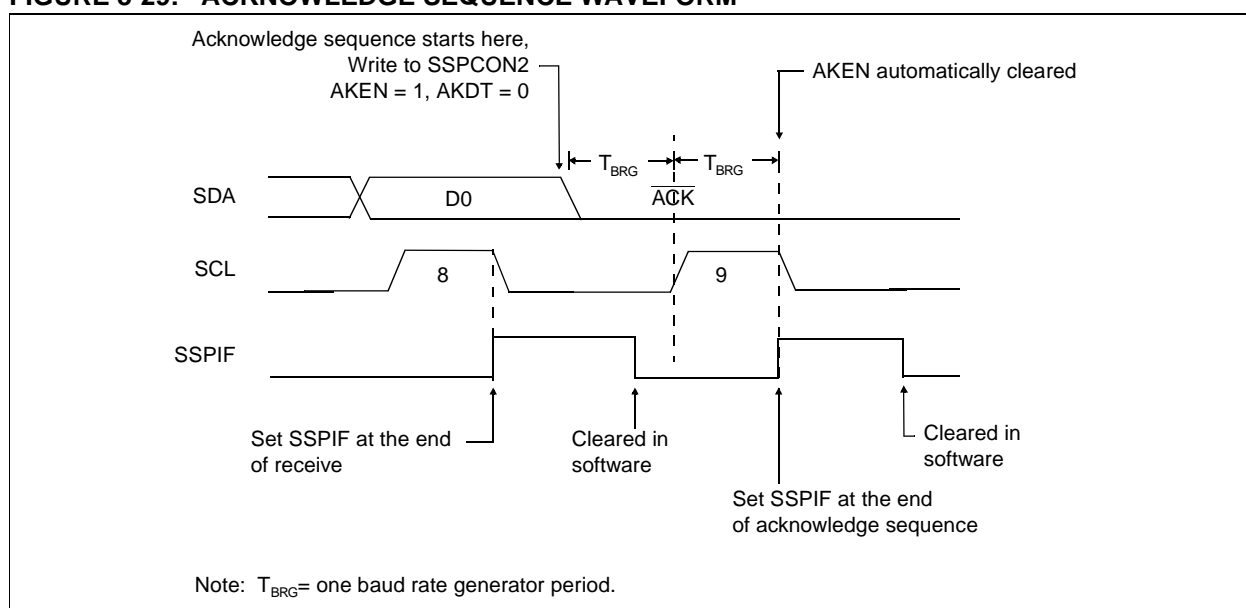 FIGURE 8-25: ACKNOWLEDGE SEQUENCE WAVEFORM
Acknowledge sequence starts here,
Write to SSPCON2
AKEN = 1, AKDT = 0
AKEN automatically cleared
TBRG
TBRG
SDA
D0
ACK
SCL
8
9
SSPIF
Set SSPIF at the end
of receive
Cleared in
software
Cleared in
software
Set SSPIF at the end
of acknowledge sequence
Note: TBRG= one baud rate generator period.